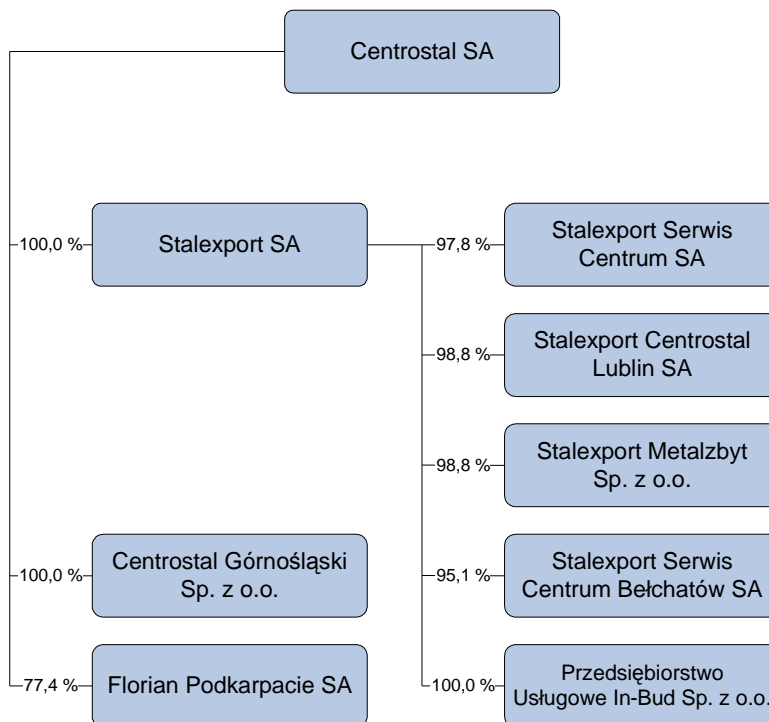 Centrostal SA
100,0 %
Stalexport SA
97,8 %
Stalexport Serwis
Centrum SA
98,8 %
Stalexport Centrostal
Lublin SA
98,8 %
Stalexport Metalzbyt
Sp. z o.o.
100,0 %
Centrostal Górnośląski
Sp. z o.o.
95,1 %
Stalexport Serwis
Centrum Bełchatów SA
77,4 %
Florian Podkarpacie SA
100,0 %
Przedsiębiorstwo
Usługowe In-Bud Sp. z o.o.